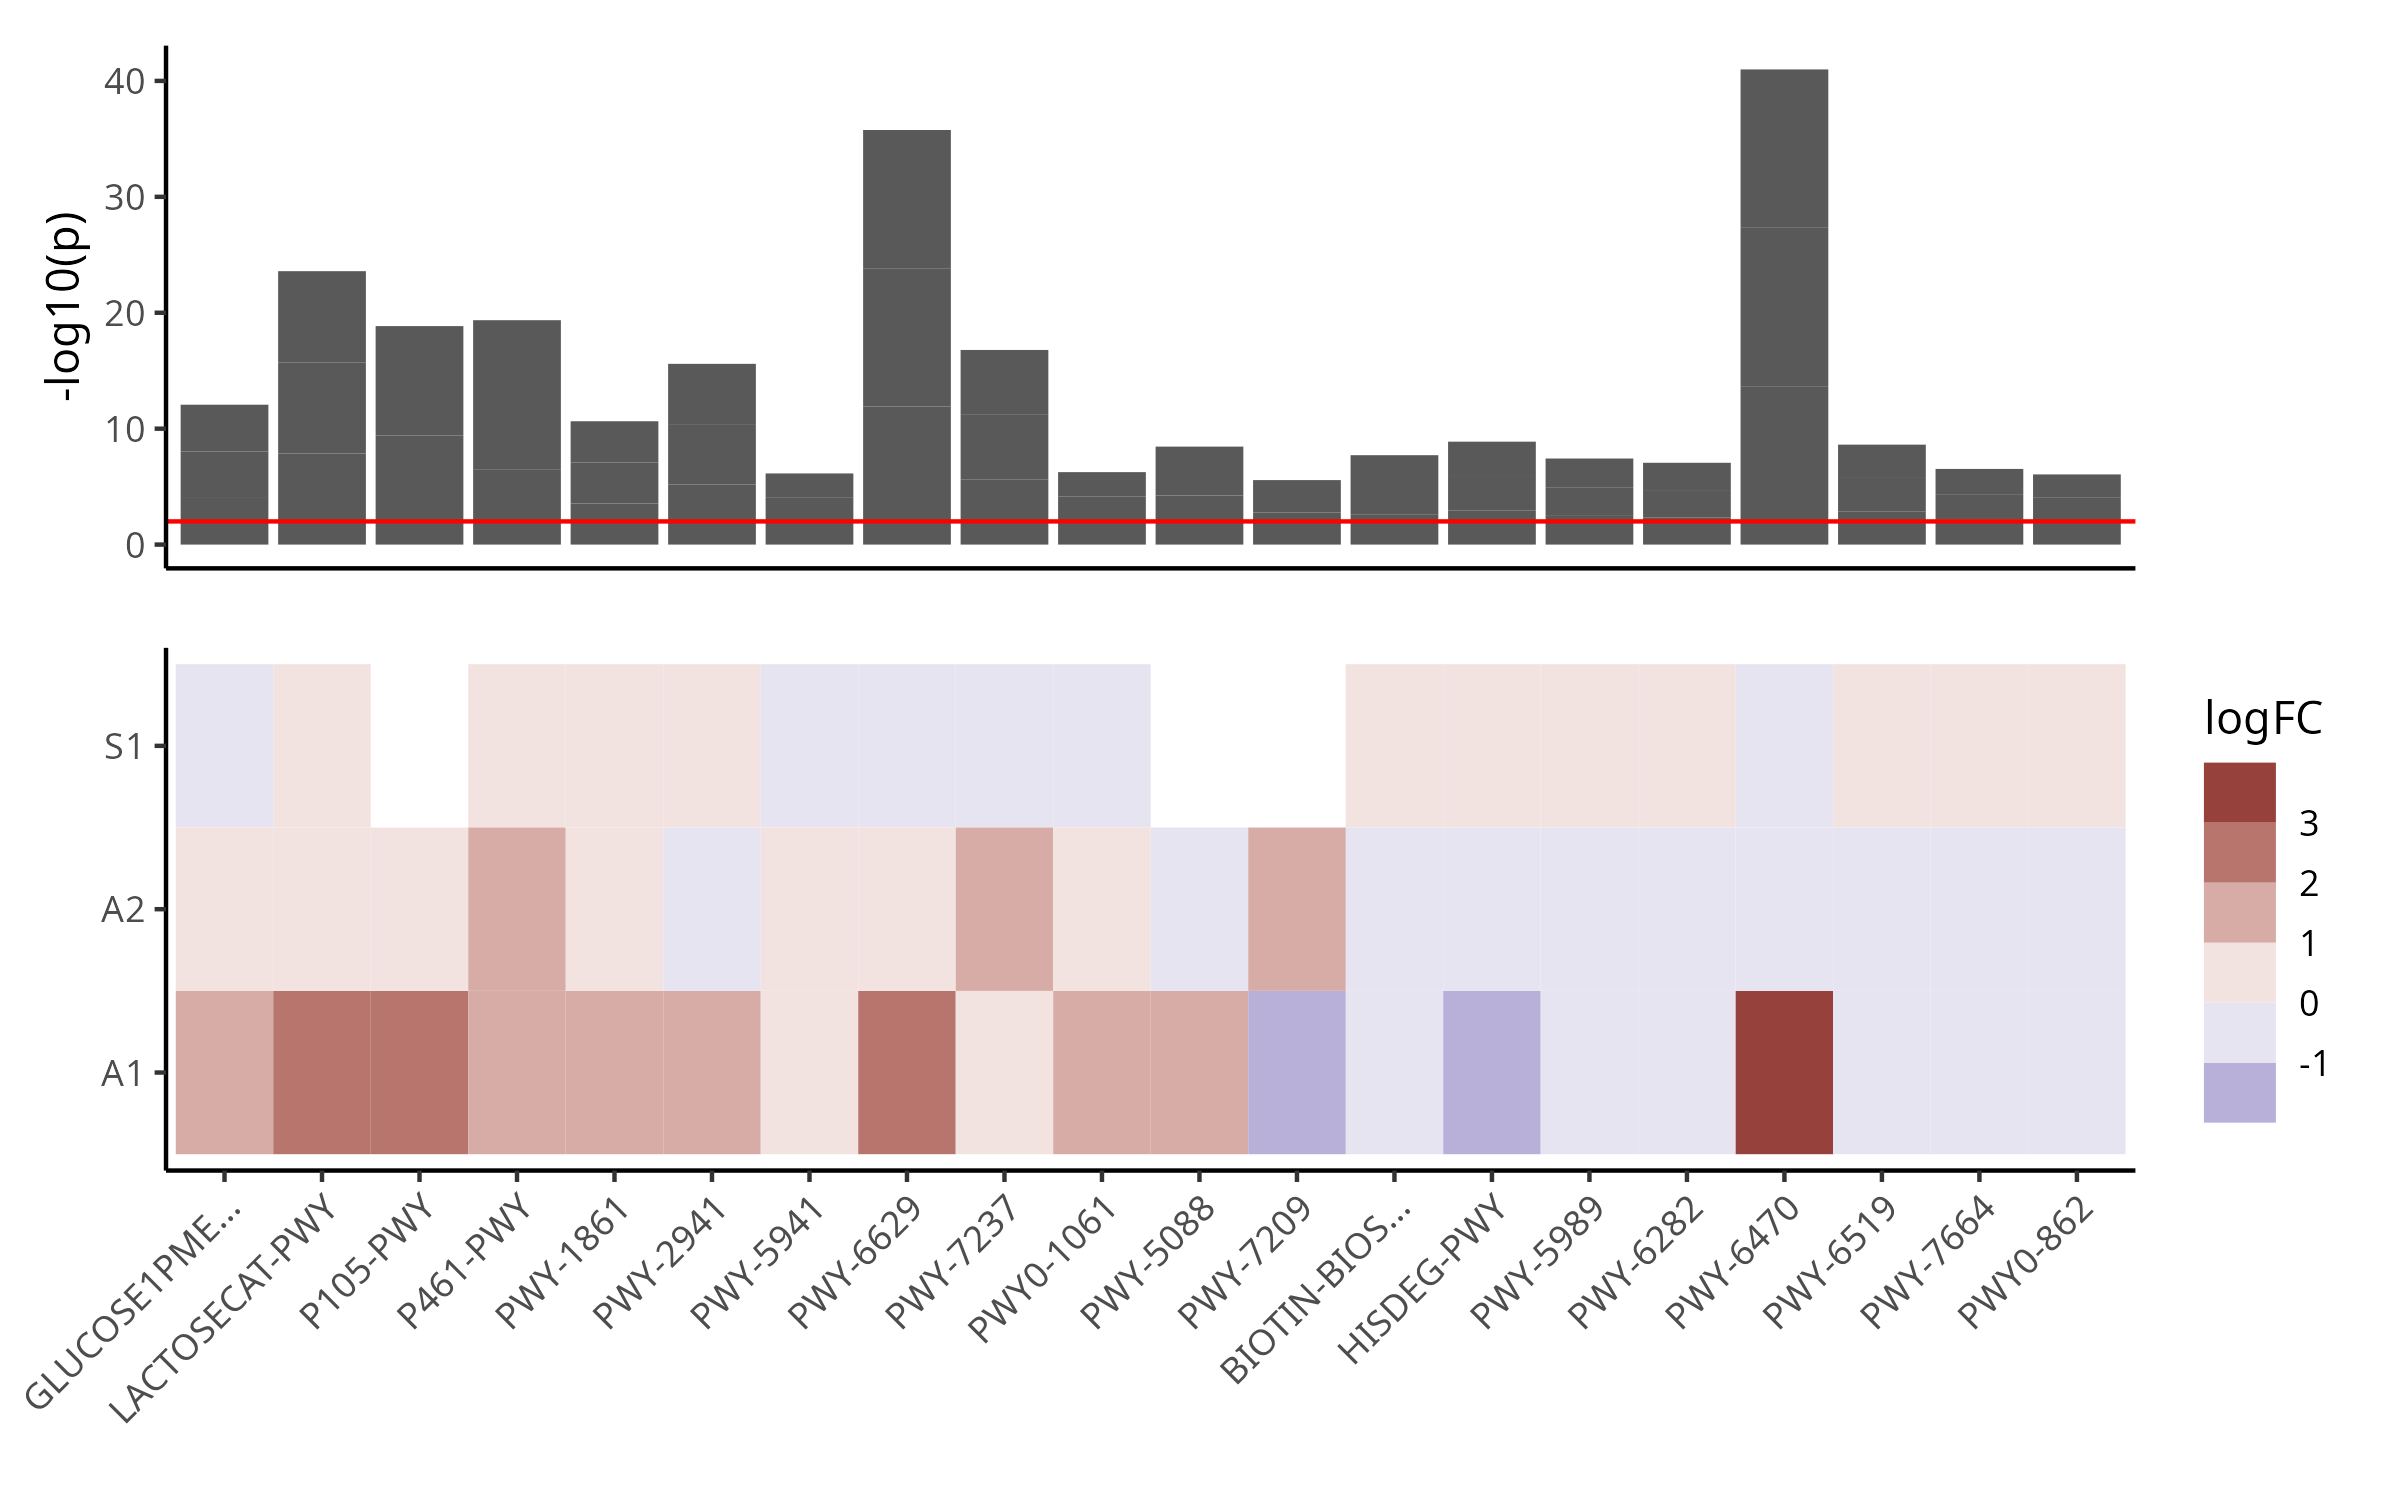 -log10(p)
40
30
20
10
0
S1
A2
A1
logFC
3
2
1
0
-1
GLUCOSE1PME...
LACTOSECAT-PWY
P105-PWY
P461-PWY
PWY-1861
PWY-2941
PWY-5941
PWY-6629
PWY-7237
PWY0-1061
PWY-5088
PWY-7209
BIOTIN-BIOS...
HISDEG-PWY
PWY-5989
PWY-6282
PWY-6470
PWY-6519
PWY-7664
PWY0-862